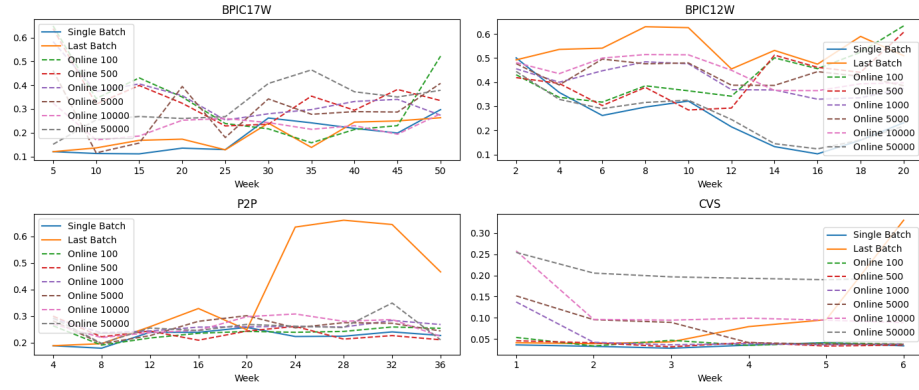 BPIC17W
0.6
0.5
0.4
0.3
0.2
0.1
Single Batch
Last Batch
Online 100
Online 500
Online 1000
Online 5000
Online 10000
Online 50000
5 10 15 20 25 30 35 40 45 50
Week
BPIC12W
0.6
0.5
0.4
0.3
0.2
0.1
Single Batch
Last Batch
Online 100
Online 500
Online 1000
Online 5000
Online 10000
Online 50000
2 4 6 8 10 12 14 16 18 20
Week
P2P
0.6
0.5
0.4
0.3
0.2
Single Batch
Last Batch
Online 100
Online 500
Online 1000
Online 5000
Online 10000
Online 50000
4 8 12 16 20 24 28 32 36
Week
CVS
0.30
0.25
0.20
0.15
0.10
0.05
Single Batch
Last Batch
Online 100
Online 500
Online 1000
Online 5000
Online 10000
Online 50000
1 2 3 4 5 6
Week